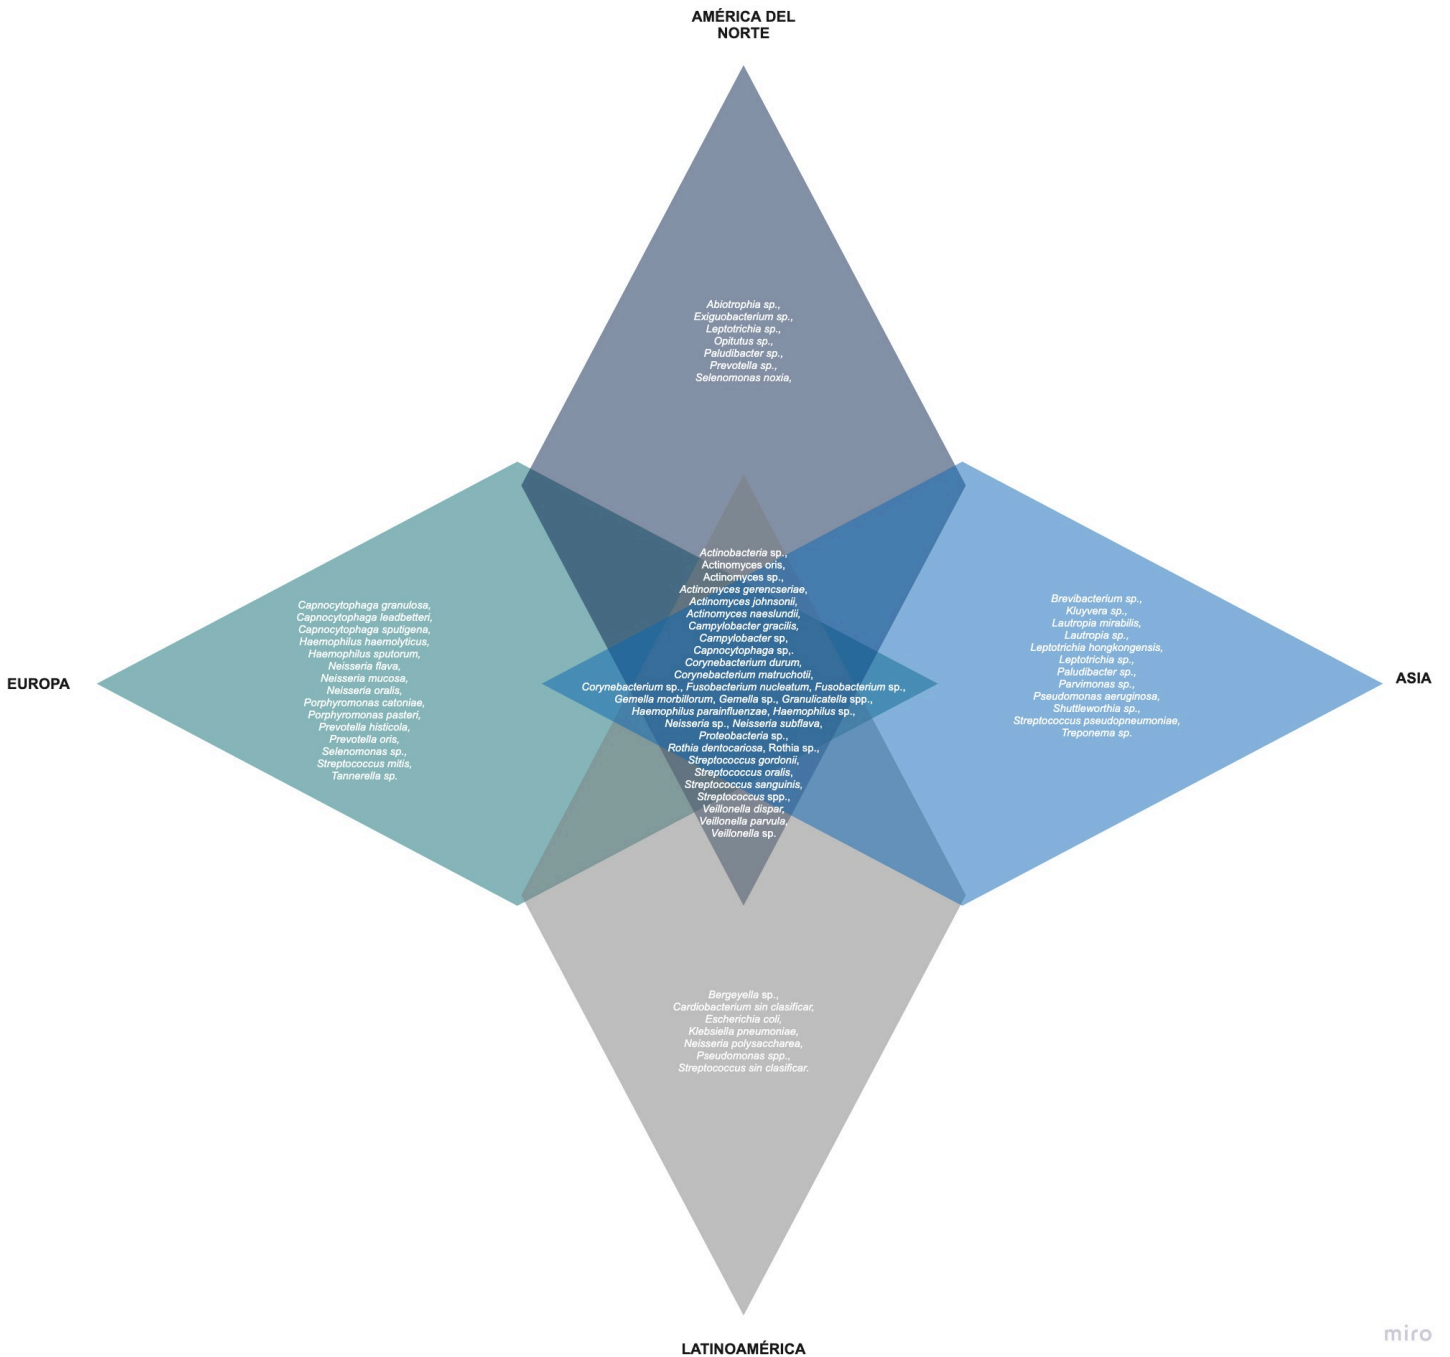 AMÉRICA DEL
NORTE
Abiotrophia sp.,
Exiguobacterium sp.,
Leptotrichia sp.,
Opitutus sp.,
Paludibacter sp.,
Prevotella sp.,
Selenomonas noxia,
EUROPA
Capnocytophaga granulosa,
Capnocytophaga leadbetteri,
Capnocytophaga sputigena,
Haemophilus haemolyticus,
Haemophilus sputorum,
Neisseria flava,
Neisseria mucosa,
Neisseria oralis,
Porphyromonas catoniae,
Porphyromonas pasteri,
Prevotella histicola,
Prevotella oris,
Selenomonas sp.,
Streptococcus mitis,
Tannerella sp.
Actinobacteria sp.,
Actinomyces oris,
Actinomyces sp.,
Actinomyces gerencseriae,
Actinomyces johnsonii,
Actinomyces naeslundii,
Campylobacter gracilis,
Campylobacter sp,
Capnocytophaga sp,.
Corynebacterium durum,
Corynebacterium matruchotii,
Corynebacterium sp., Fusobacterium nucleatum, Fusobacterium sp.,
Gemella morbillorum, Gemella sp., Granulicatella spp.,
Haemophilus parainfluenzae, Haemophilus sp.,
Neisseria sp., Neisseria subflava,
Proteobacteria sp.,
Rothia dentocariosa, Rothia sp.,
Streptococcus gordonii,
Streptococcus oralis,
Streptococcus sanguinis,
Streptococcus spp.,
Veillonella dispar,
Veillonella parvula,
Veillonella sp.
Brevibacterium sp.,
Kluyvera sp.,
Lautropia mirabilis,
Lautropia sp.,
Leptotrichia hongkongensis,
Leptotrichia sp.,
Paludibacter sp.,
Parvimonas sp.,
Pseudomonas aeruginosa,
Shuttleworthia sp.,
Streptococcus pseudopneumoniae,
Treponema sp.
ASIA
Bergeyella sp.,
Cardiobacterium sin clasificar,
Escherichia coli,
Klebsiella pneumoniae,
Neisseria polysaccharea,
Pseudomonas spp.,
Streptococcus sin clasificar.
LATINOAMÉRICA
miro